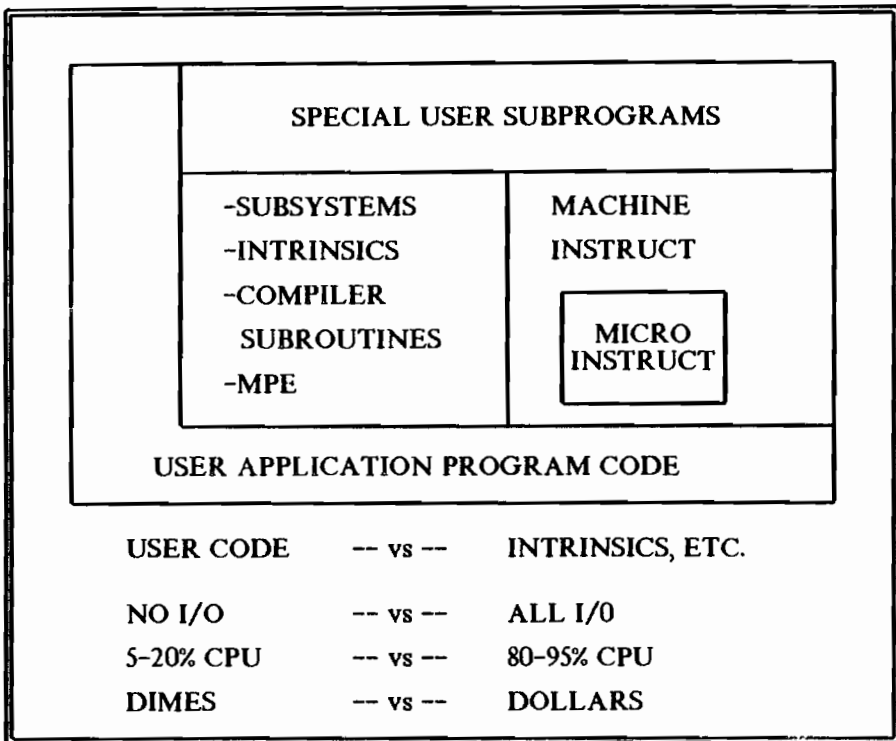 SPECIAL USER SUBPROGRAMS
-SUBSYSTEMS
-INTRINSICS
-COMPILER
SUBROUTINES
-MPE
MACHINE
INSTRUCT
MICRO
INSTRUCT
USER APPLICATION PROGRAM CODE
USER CODE -- vs -- INTRINSICS, ETC.
NO I/O -- vs -- ALL I/0
5-20% CPU -- vs -- 80-95% CPU
DIMES -- vs -- DOLLARS